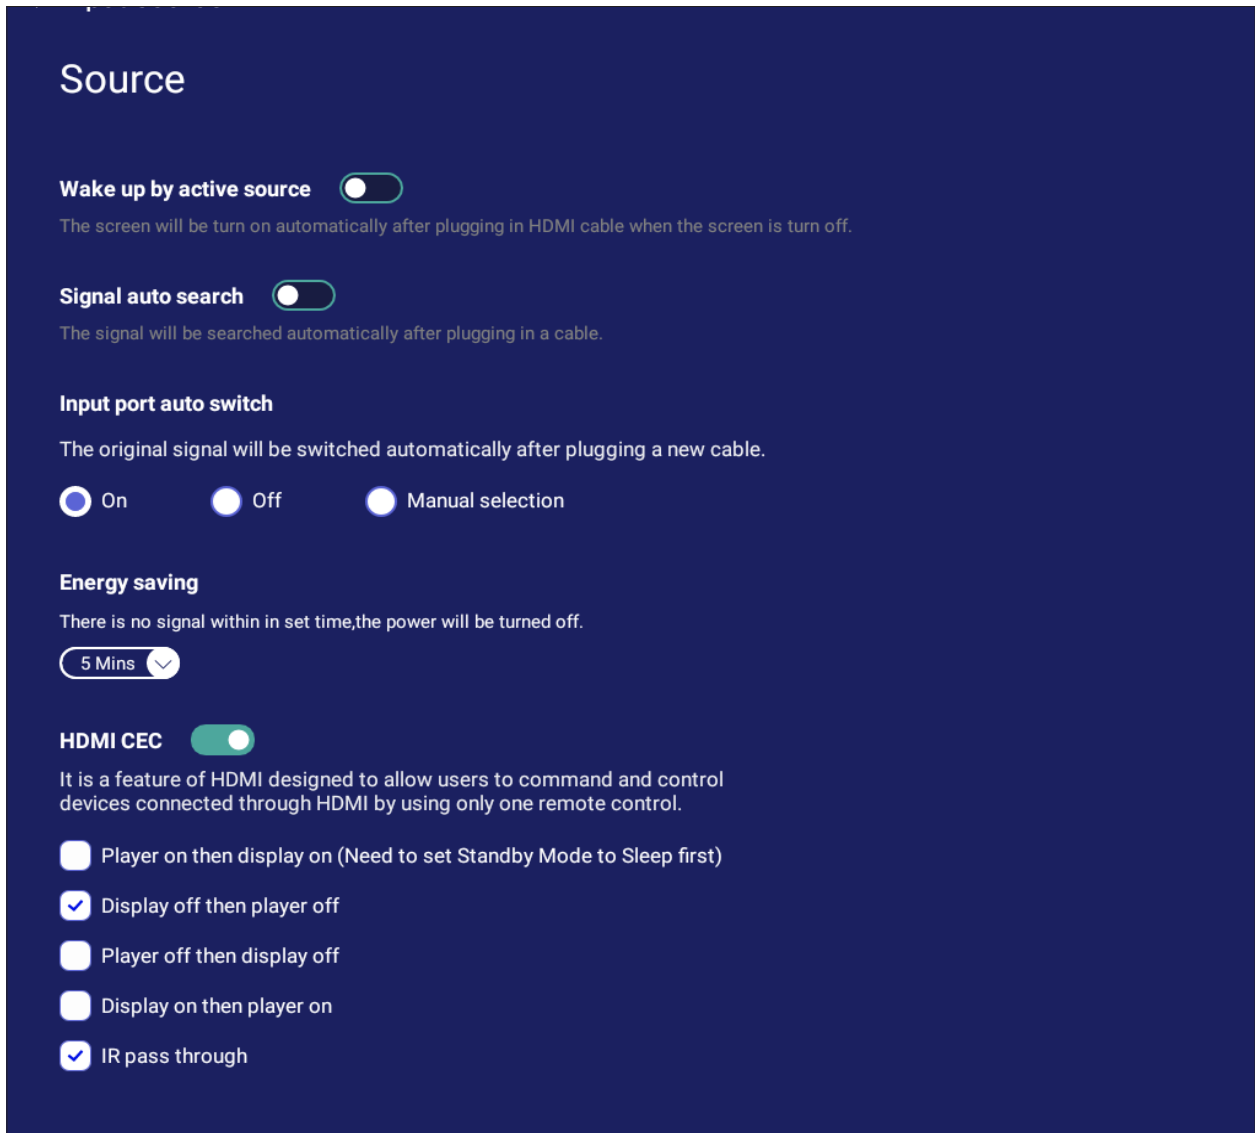 Source
Wake up by active source
The screen will be turn on automatically after plugging in HDMI cable when the screen is turn off.
Signal auto search
The signal will be searched automatically after plugging in a cable.
Input port auto switch
The original signal will be switched automatically after plugging a new cable.
On Off Manual selection
Energy saving
There is no signal within in set time,the power will be turned off.
5 Mins
HDMI CEC
It is a feature of HDMI designed to allow users to command and control
devices connected through HDMI by using only one remote control.
Player on then display on (Need to set Standby Mode to Sleep first)
Display off then player off
Player off then display off
Display on then player on
IR pass through